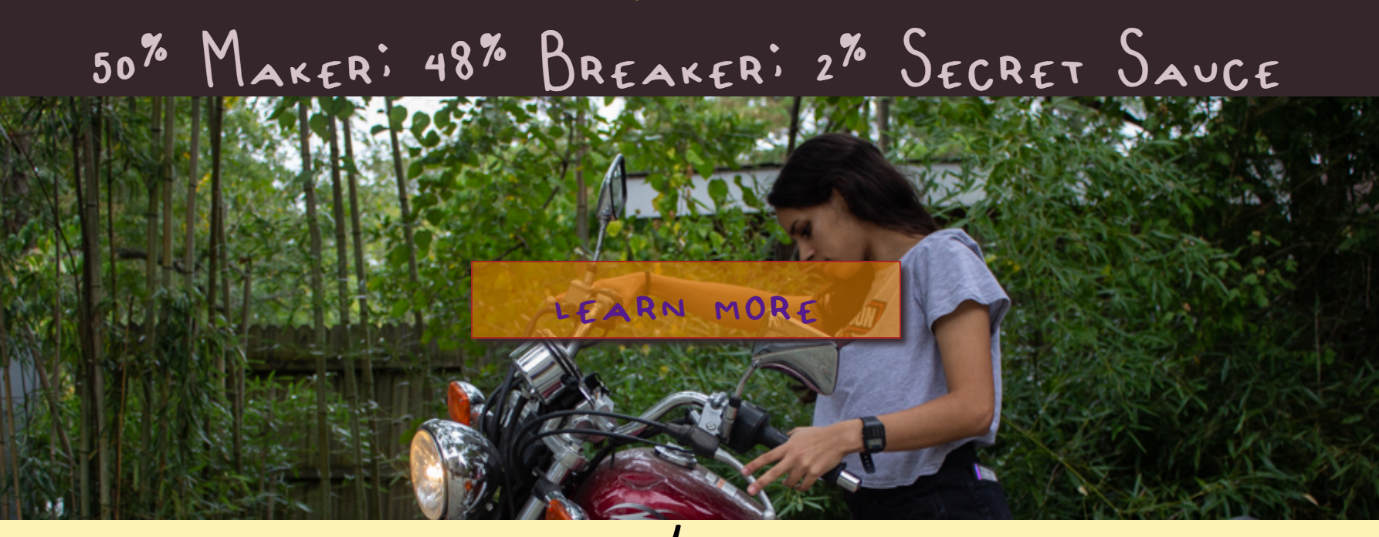 50% Maker; 48% Breaker; 2% Secret Sauce
LEARN MORE